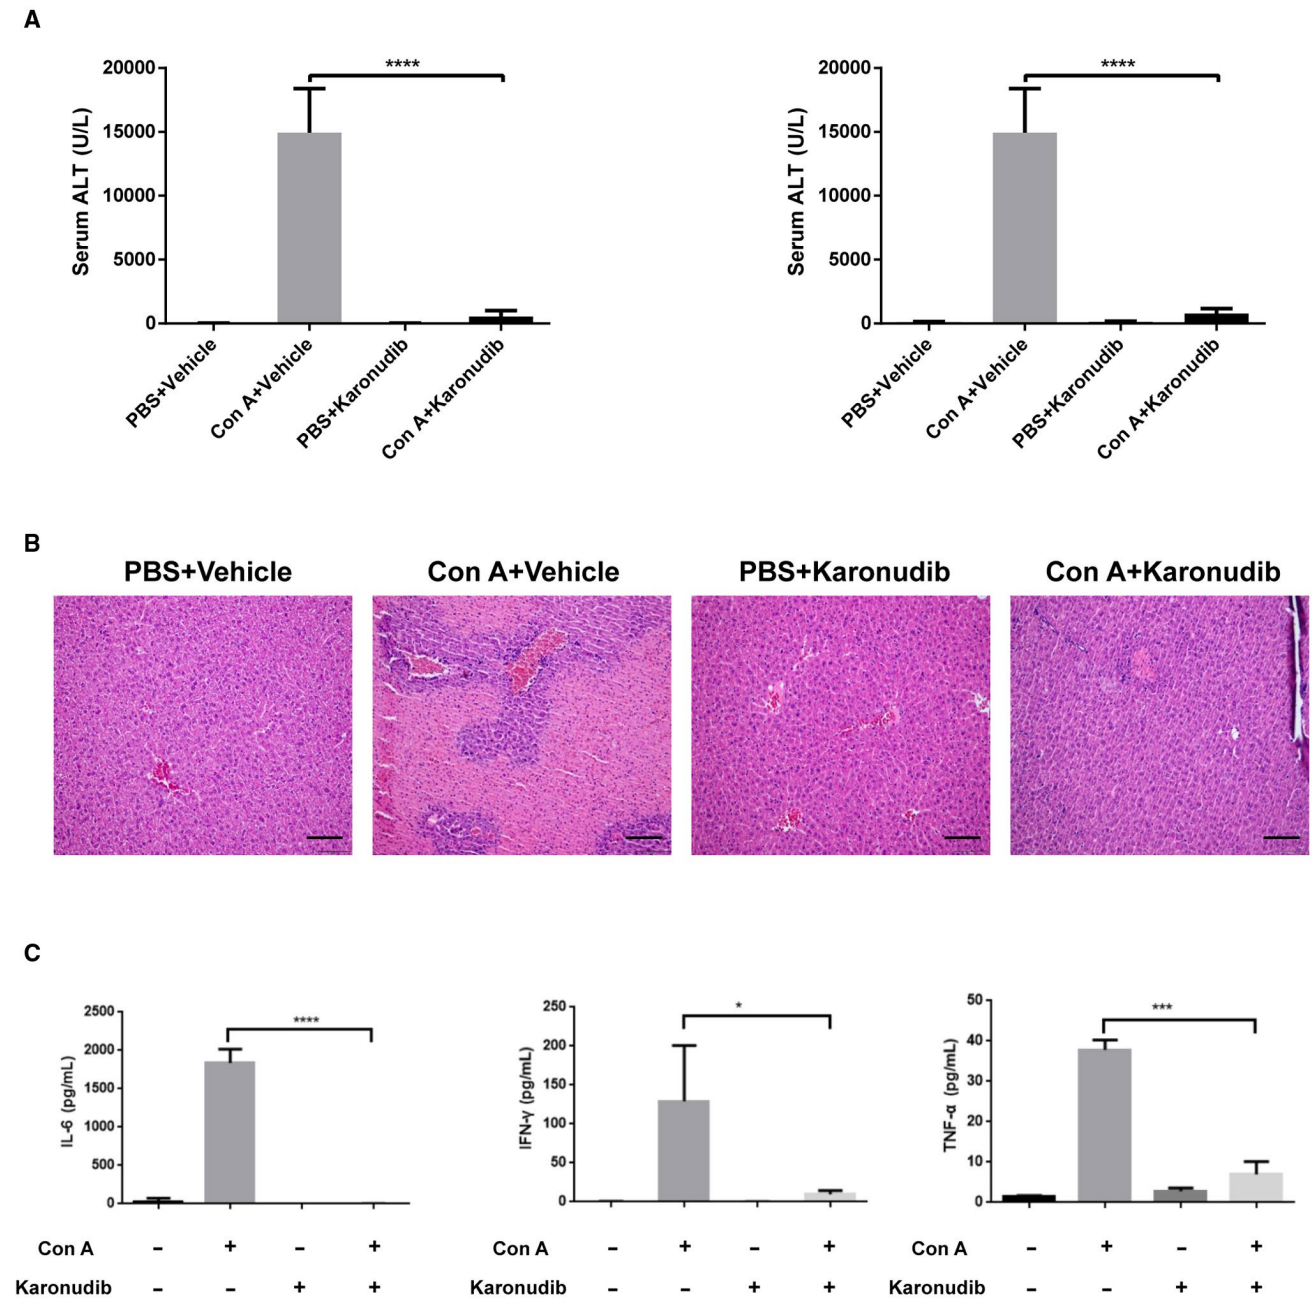 A
****
20000
15000
10000
5000
0
Serum ALT (U/L)
PBS+Vehicle
Con A+Vehicle
PBS+Karonudib
Con A+Karonudib
****
20000
15000
10000
5000
0
Serum ALT (U/L)
PBS+Vehicle
Con A+Vehicle
PBS+Karonudib
Con A+Karonudib
B
PBS+Vehicle
Con A+Vehicle
PBS+Karonudib
Con A+Karonudib
C
****
2500
2000
1500
1000
500
0
IL-6 (pg/mL)
Con A − + − +
Karonudib − − + +
*
250
200
150
100
50
0
IFN-γ (pg/mL)
Con A − + − +
Karonudib − − + +
***
50
40
30
20
10
0
TNF-α (pg/mL)
Con A − + − +
Karonudib − − + +